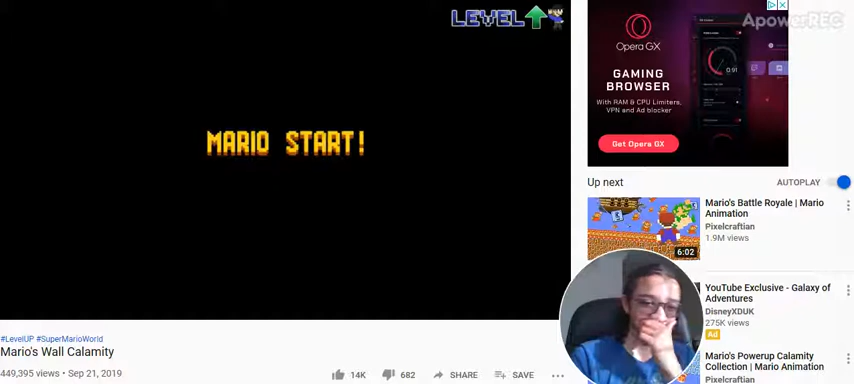 LEVEL
MARIO START!
#LevelUP #SuperMarioWorld
Mario's Wall Calamity
449,395 views • Sep 21, 2019
14K
682
SHARE
SAVE
ApowerREC
OPERA GX
GAMING
BROWSER
With RAM & CPU Limiters,
VPN and Ad blocker
Get Opera GX
0.91
Up next
AUTOPLAY
Mario's Battle Royale | Mario
Animation
Pixelcraftian
1.9M views
6:02
YouTube Exclusive - Galaxy of
Adventures
DisneyXDUK
275K views
Ad
Mario's Powerup Calamity
Collection | Mario Animation
Pixelcraftian